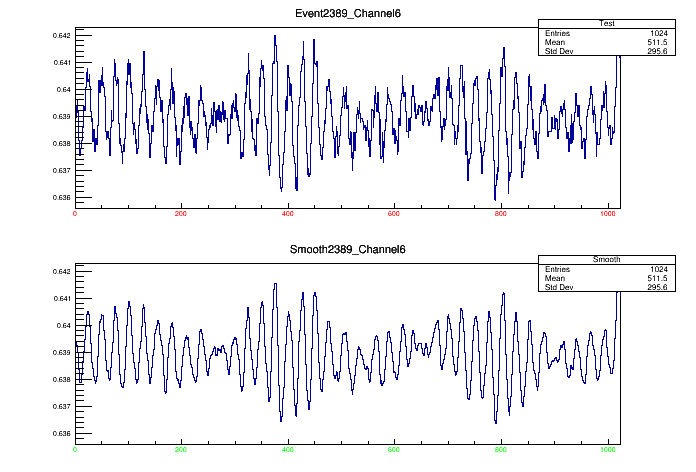 Event2389_Channel6
Test
Entries 1024
Mean 511.5
Std Dev 295.6
0.642
0.641
0.64
0.639
0.638
0.637
0.636
0 200 400 600 800 1000
Smooth2389_Channel6
Smooth
Entries 1024
Mean 511.5
Std Dev 295.6
0.642
0.641
0.64
0.639
0.638
0.637
0.636
0 200 400 600 800 1000